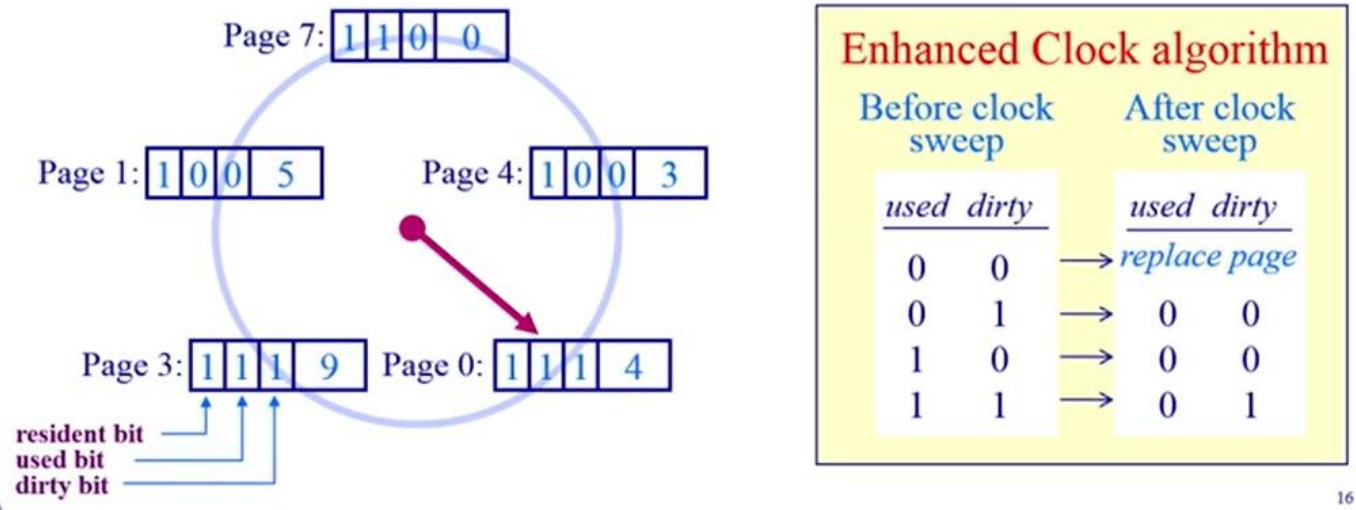 Page 7: 1 1 0 0
Page 1: 1 0 0 5
Page 4: 1 0 0 3
Page 3: 1 1 1 9
Page 0: 1 1 1 4
resident bit
used bit
dirty bit
Enhanced Clock algorithm
Before clock
sweep
After clock
sweep
used dirty
used dirty
0 0 → replace page
0 1 → 0 0
1 0 → 0 0
1 1 → 0 1
16